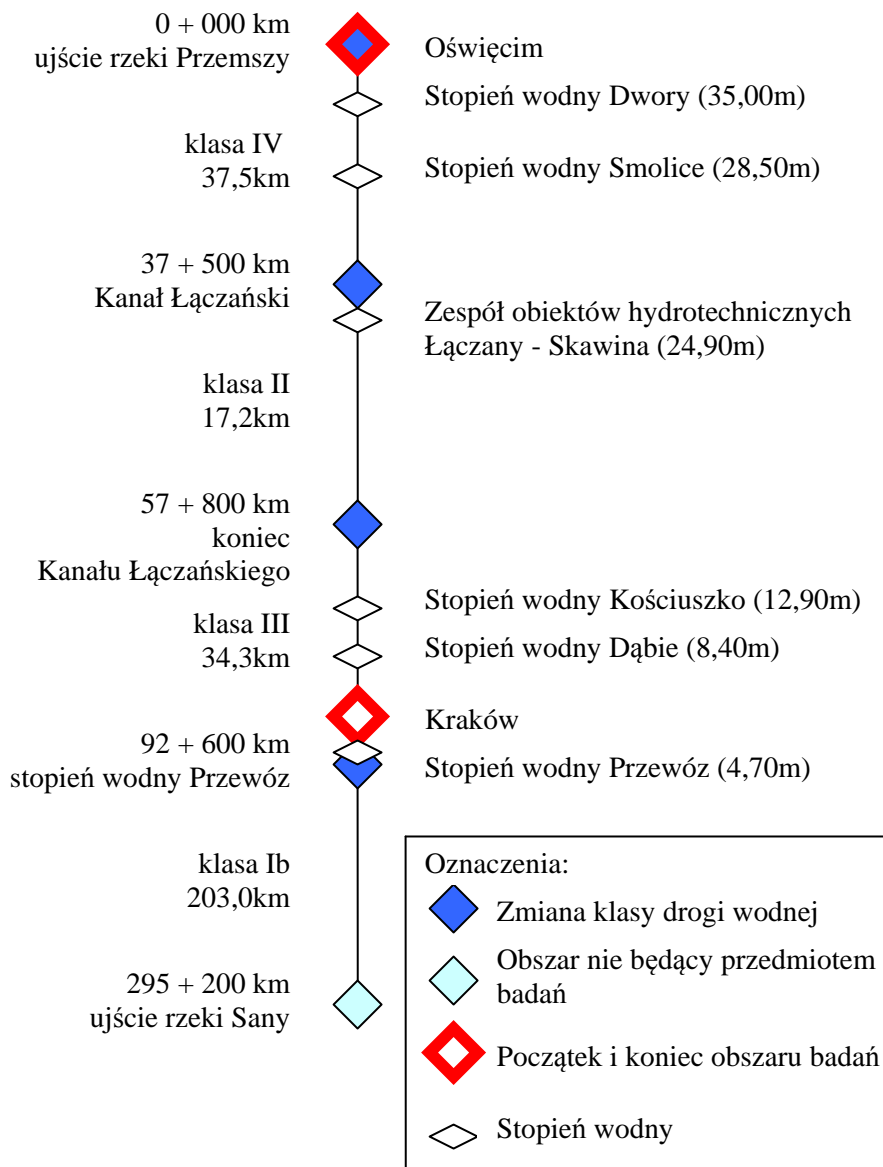 0 + 000 km
ujście rzeki Przemszy
Oświęcim
Stopień wodny Dwory (35,00m)
klasa IV
37,5km
Stopień wodny Smolice (28,50m)
37 + 500 km
Kanał Łączański
Zespół obiektów hydrotechnicznych
Łączany - Skawina (24,90m)
klasa II
17,2km
57 + 800 km
koniec
Kanału Łączańskiego
Stopień wodny Kościuszko (12,90m)
klasa III
34,3km
Stopień wodny Dąbie (8,40m)
Kraków
92 + 600 km
stopień wodny Przewóz
Stopień wodny Przewóz (4,70m)
klasa Ib
203,0km
295 + 200 km
ujście rzeki Sany
Oznaczenia:
Zmiana klasy drogi wodnej
Obszar nie będący przedmiotem
badań
Początek i koniec obszaru badań
Stopień wodny